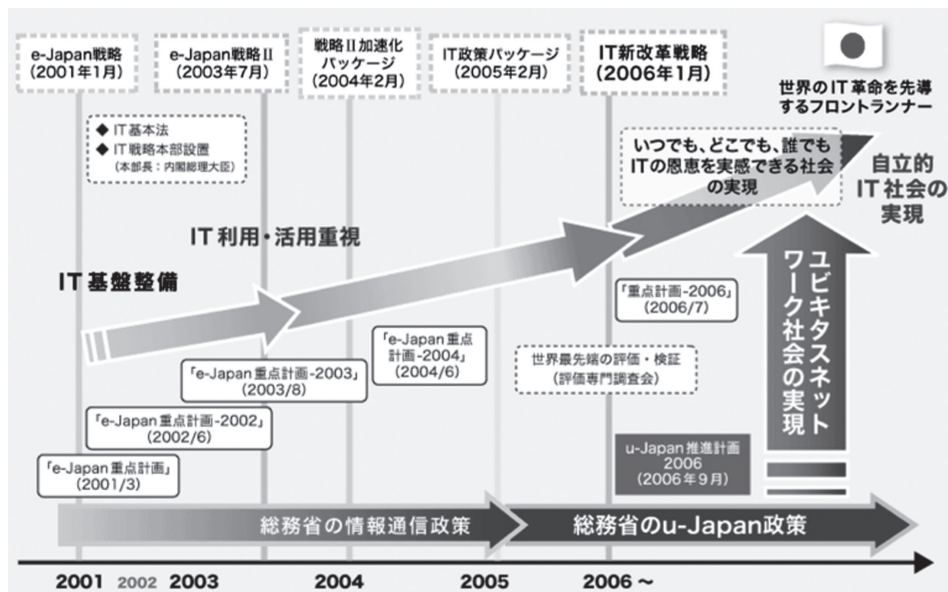 e-Japan戦略
（2001年1月）
e-Japan戦略Ⅱ
（2003年7月）
戦略Ⅱ加速化
パッケージ
（2004年2月）
IT政策パッケージ
（2005年2月）
IT新改革戦略
（2006年1月）
世界のIT革命を先導
するフロントランナー
◆ IT基本法
◆ IT戦略本部設置
（本部長：内閣総理大臣）
いつでも、どこでも、誰でも
ITの恩恵を実感できる社会
の実現
自立的
IT社会の
実現
IT利用・活用重視
IT基盤整備
ユビキタスネット
ワーク社会の実現
「重点計画-2006」
（2006/7）
「e-Japan重点
計画-2004」
（2004/6）
世界最先端の評価・検証
（評価専門調査会）
「e-Japan重点計画-2003」
（2003/8）
「e-Japan重点計画-2002」
（2002/6）
「e-Japan重点計画」
（2001/3）
u-Japan推進計画
2006
（2006年9月）
総務省の情報通信政策
総務省のu-Japan政策
2001 2002 2003 2004 2005 2006～